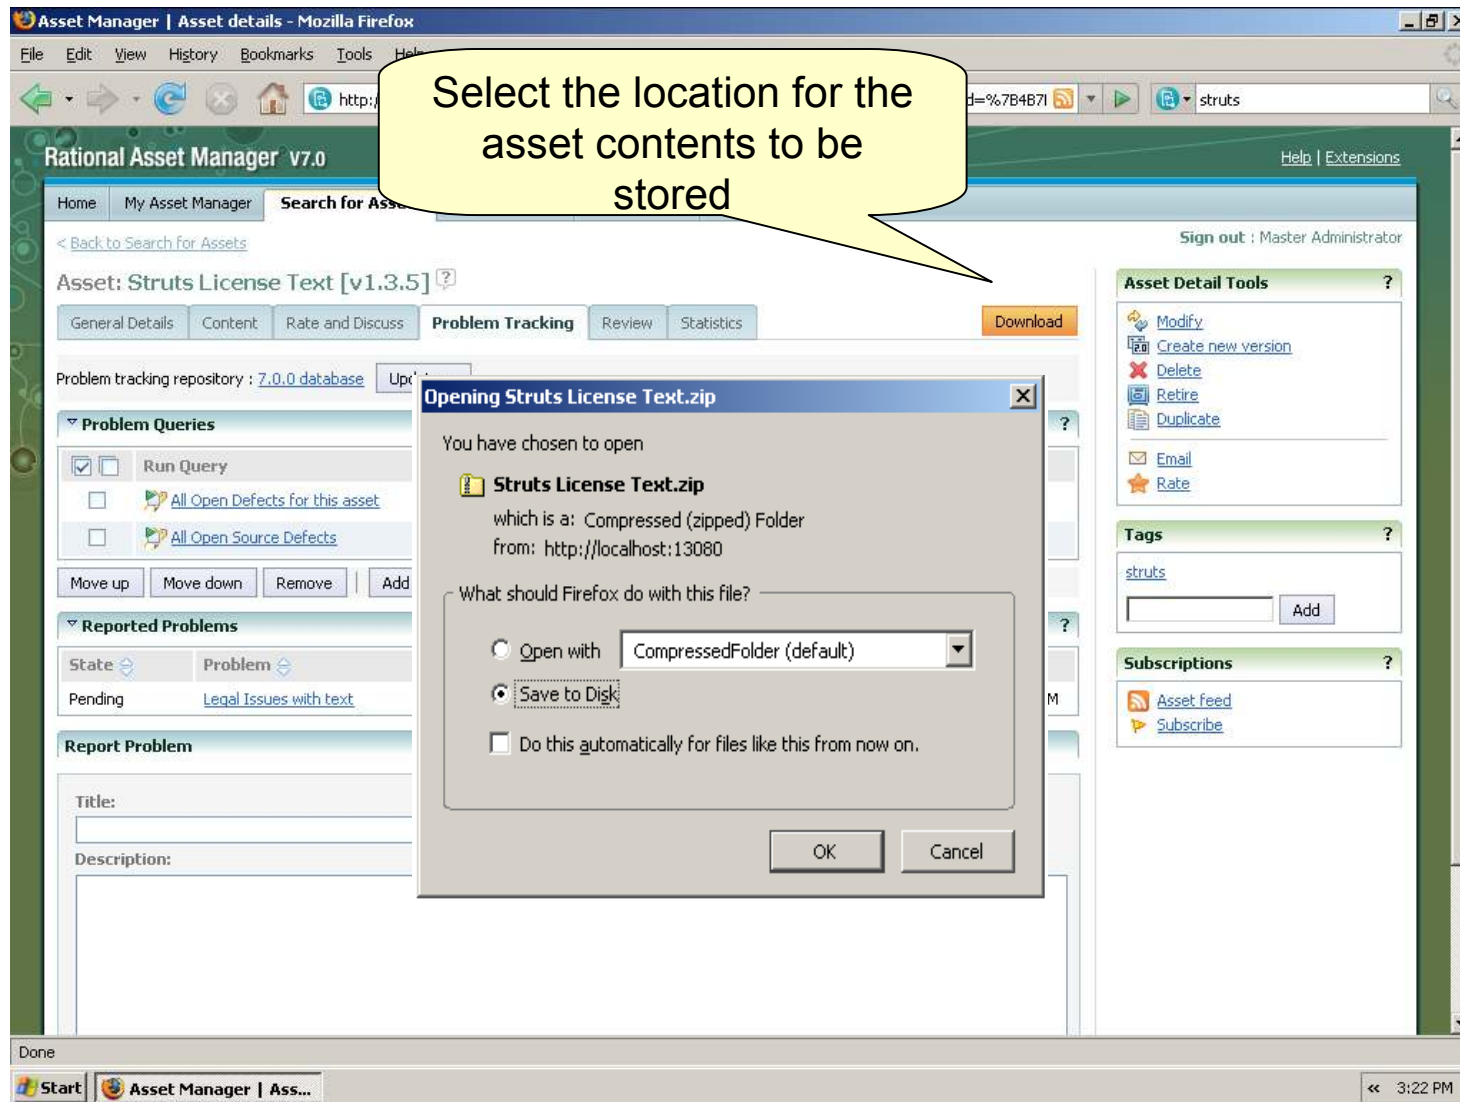 Asset Manager | Asset details - Mozilla Firefox
File Edit View History Bookmarks Tools
Select the location for the
asset contents to be
stored
http:/ d=%7B4B7I struts
Rational Asset Manager V7.0
Help | Extensions
Home My Asset Manager Search for
< Back to Search for Assets
Sign out : Master Administrator
Asset: Struts License Text [v1.3.5] ?
General Details Content Rate and Discuss Problem Tracking Review Statistics Download
Problem tracking repository : 7.0.0 database
Problem Queries ?
Run Query
All Open Defects for this asset
All Open Source Defects
Move up Move down Remove | Add
Reported Problems ?
State Problem
Pending Legal Issues with text M
Report Problem
Title:
Description:
Opening Struts License Text.zip
You have chosen to open
Struts License Text.zip
which is a: Compressed (zipped) Folder
from: http://localhost:13080
What should Firefox do with this file?
Open with CompressedFolder (default)
Save to Disk
Do this automatically for files like this from now on.
OK Cancel
Asset Detail Tools ?
Modify
2.0 Create new version
Delete
Retire
Duplicate
Email
Rate
Tags ?
struts
Add
Subscriptions ?
Asset feed
Subscribe
Done
Start Asset Manager | Ass... « 3:22 PM